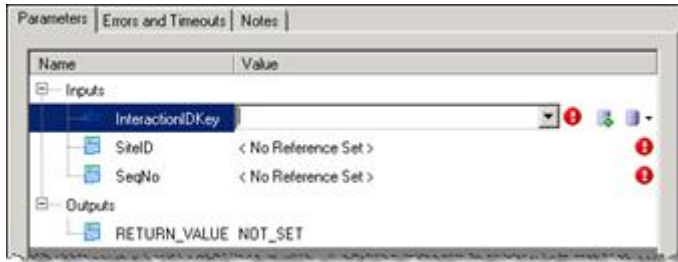 Parameters Errors and Timeouts Notes
Name Value
Inputs
InteractionIDKey
SiteID < No Reference Set >
SeqNo < No Reference Set >
Outputs
RETURN_VALUE NOT_SET